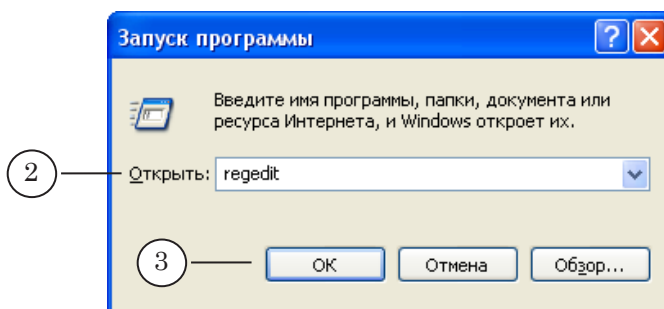 Запуск программы
Введите имя программы, папки, документа или
ресурса Интернета, и Windows откроет их.
2
Открыть: regedit
3
ОК Отмена Обзор...